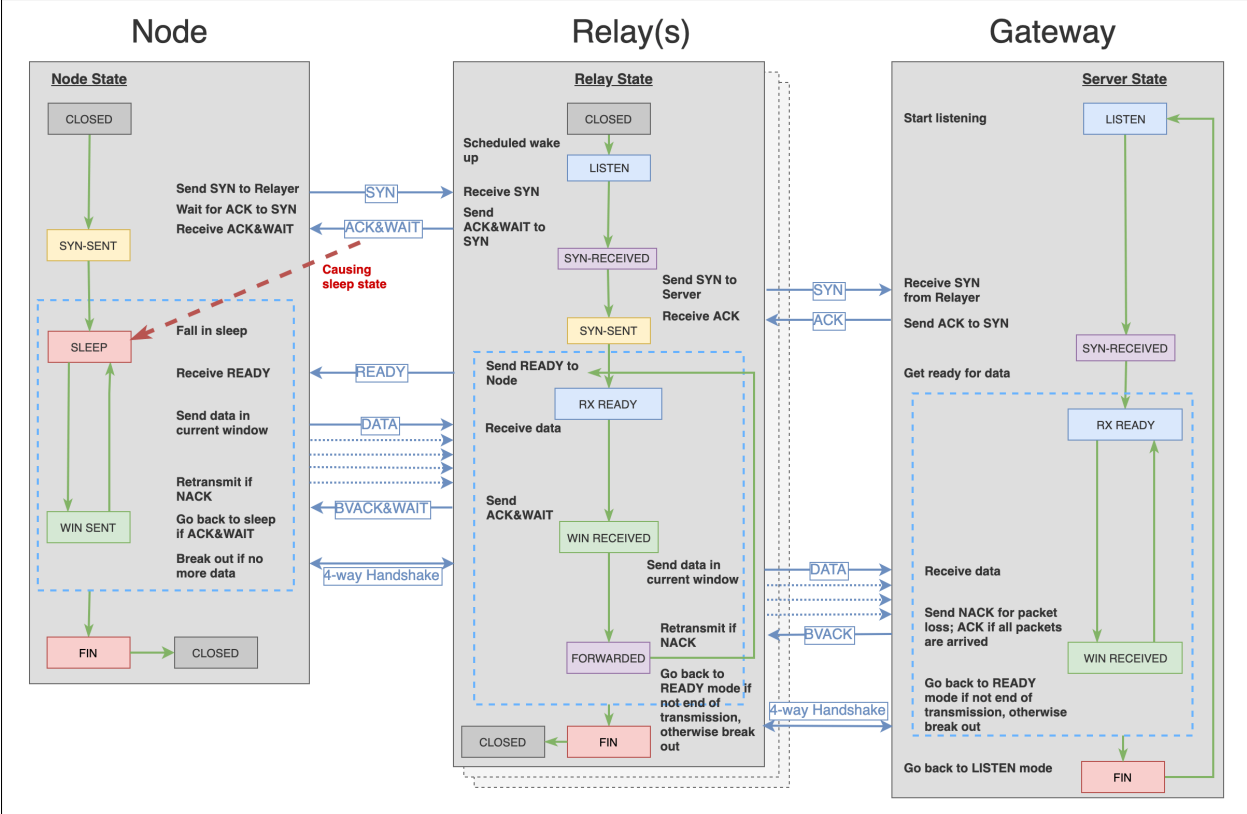 Node
Relay(s)
Gateway
Node State
CLOSED
Send SYN to Relayer
Wait for ACK to SYN
Receive ACK&WAIT
SYN-SENT
Causing
sleep state
Fall in sleep
SLEEP
Receive READY
Send data in
current window
Retransmit if
NACK
WIN SENT
Go back to sleep
if ACK&WAIT
Break out if no
more data
FIN
CLOSED
SYN
ACK&WAIT
READY
DATA
BVACK&WAIT
4-way Handshake
Relay State
CLOSED
Scheduled wake
up
LISTEN
Receive SYN
Send
ACK&WAIT to
SYN
SYN-RECEIVED
Send SYN to
Server
Receive ACK
SYN-SENT
Send READY to
Node
RX READY
Receive data
Send
ACK&WAIT
WIN RECEIVED
Send data in
current window
Retransmit if
NACK
FORWARDED
Go back to
READY mode if
not end of
transmission,
otherwise break
out
CLOSED
FIN
SYN
ACK
DATA
BVACK
4-way Handshake
Server State
Start listening
LISTEN
Receive SYN
from Relayer
Send ACK to SYN
SYN-RECEIVED
Get ready for data
RX READY
Receive data
Send NACK for packet
loss; ACK if all packets
are arrived
WIN RECEIVED
Go back to READY
mode if not end of
transmission, otherwise
break out
Go back to LISTEN mode
FIN